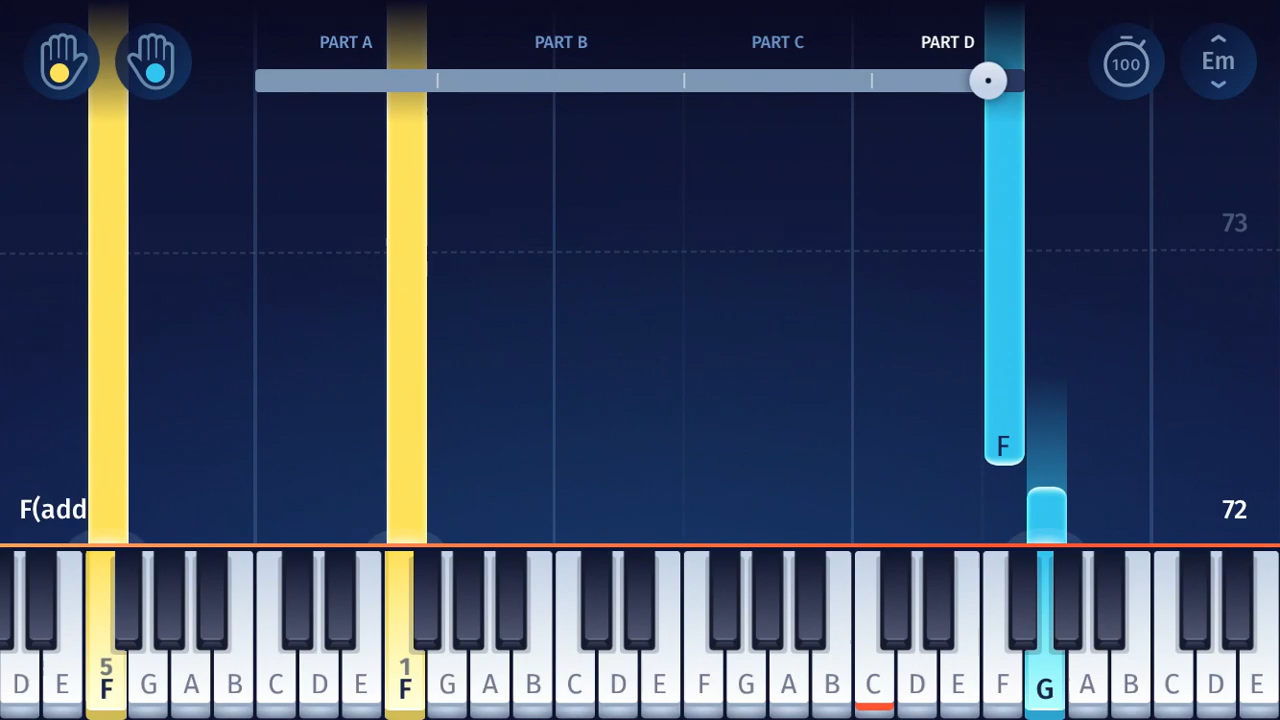 PART A PART B PART C PART D
100
Em
73
F
F(add
72
5 1
D E F G A B C D E F G A B C D E F G A B C D E F G A B C D E